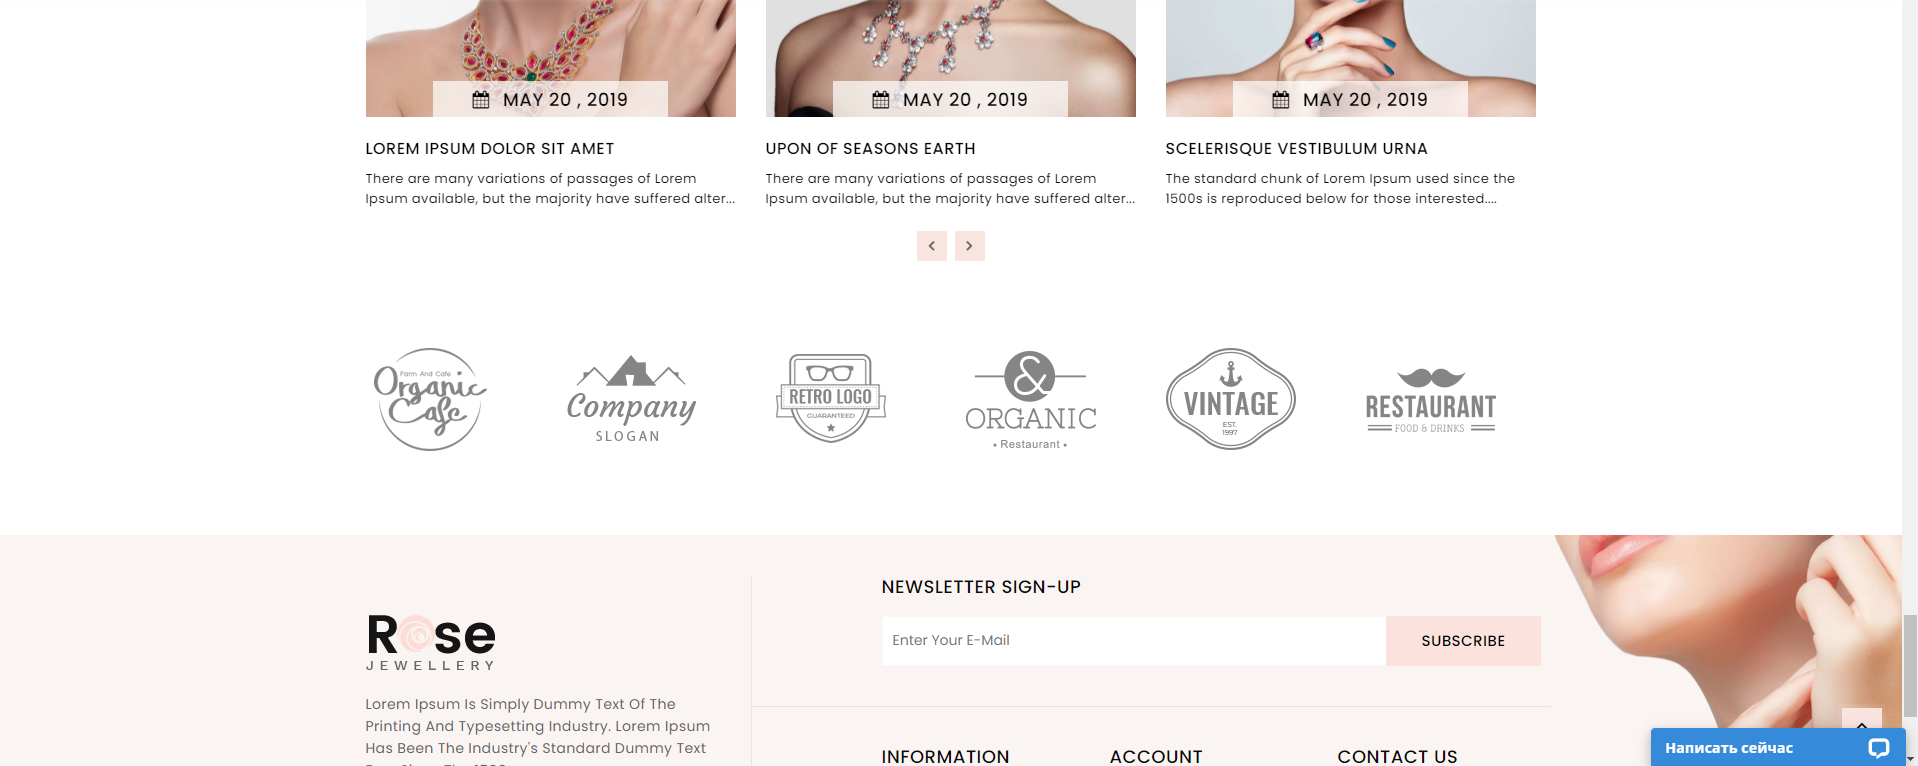 MAY 20 , 2019
MAY 20 , 2019
MAY 20 , 2019
LOREM IPSUM DOLOR SIT AMET
There are many variations of passages of Lorem
Ipsum available, but the majority have suffered alter...
UPON OF SEASONS EARTH
There are many variations of passages of Lorem
Ipsum available, but the majority have suffered alter...
SCELERISQUE VESTIBULUM URNA
The standard chunk of Lorem Ipsum used since the
1500s is reproduced below for those interested....
Farm And Cafe
Organic
Cafe
Company
SLOGAN
RETRO LOGO
GUARANTEED
&
ORGANIC
• Restaurant •
VINTAGE
EST.
1997
RESTAURANT
FOOD & DRINKS
Rose
JEWELLERY
Lorem Ipsum Is Simply Dummy Text Of The
Printing And Typesetting Industry. Lorem Ipsum
Has Been The Industry's Standard Dummy Text
NEWSLETTER SIGN-UP
Enter Your E-Mail
SUBSCRIBE
INFORMATION
ACCOUNT
CONTACT US
Написать сейчас